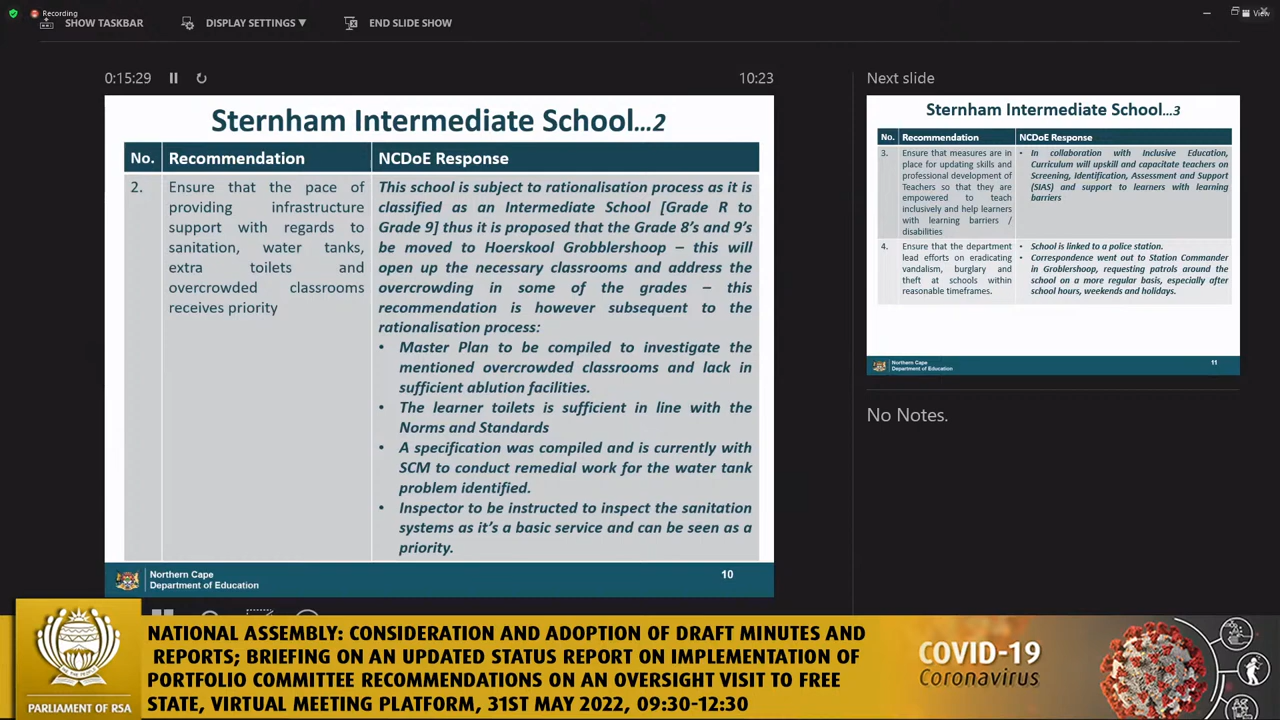 Recording
View
SHOW TASKBAR
DISPLAY SETTINGS ▼
END SLIDE SHOW
0:15:29
10:23
Sternham Intermediate School...2
No.
Recommendation
NCDoE Response
2.
Ensure that the pace of
providing infrastructure
support with regards to
sanitation, water tanks,
extra toilets and
overcrowded classrooms
receives priority
This school is subject to rationalisation process as it is
classified as an Intermediate School [Grade R to
Grade 9] thus it is proposed that the Grade 8's and 9's
be moved to Hoerskool Grobblershoop – this will
open up the necessary classrooms and address the
overcrowding in some of the grades – this
recommendation is however subsequent to the
rationalisation process:
• Master Plan to be compiled to investigate the
mentioned overcrowded classrooms and lack in
sufficient ablution facilities.
• The learner toilets is sufficient in line with the
Norms and Standards
• A specification was compiled and is currently with
SCM to conduct remedial work for the water tank
problem identified.
• Inspector to be instructed to inspect the sanitation
systems as it's a basic service and can be seen as a
priority.
Northern Cape
Department of Education
10
Next slide
Sternham Intermediate School...3
No.
Recommendation
NCDoE Response
3.
Ensure that measures are in
place for updating skills and
professional development of
Teachers so that they are
empowered to teach
inclusively and help learners
with learning barriers /
disabilities
• In collaboration with Inclusive Education,
Curriculum will upskill and capacitate teachers on
Screening, Identification, Assessment and Support
(SIAS) and support to learners with learning
barriers
4.
Ensure that the department
lead efforts on eradicating
vandalism, burglary and
theft at schools within
reasonable timeframes.
• School is linked to a police station.
• Correspondence went out to Station Commander
in Groblershoop, requesting patrols around the
school on a more regular basis, especially after
school hours, weekends and holidays.
Northern Cape
Department of Education
11
No Notes.
PARLIAMENT OF RSA
NATIONAL ASSEMBLY: CONSIDERATION AND ADOPTION OF DRAFT MINUTES AND
REPORTS; BRIEFING ON AN UPDATED STATUS REPORT ON IMPLEMENTATION OF
PORTFOLIO COMMITTEE RECOMMENDATIONS ON AN OVERSIGHT VISIT TO FREE
STATE, VIRTUAL MEETING PLATFORM, 31ST MAY 2022, 09:30-12:30
COVID-19
Coronavirus